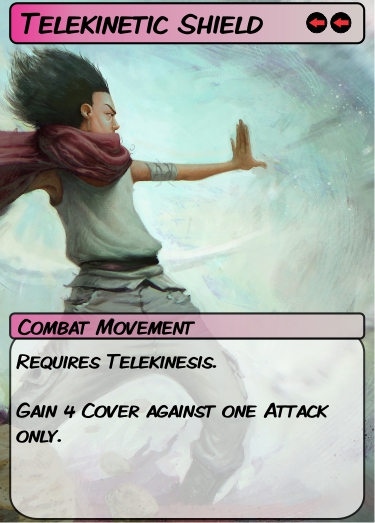 Telekinetic Shield
Combat Movement
Requires Telekinesis.
Gain 4 Cover against one Attack
only.